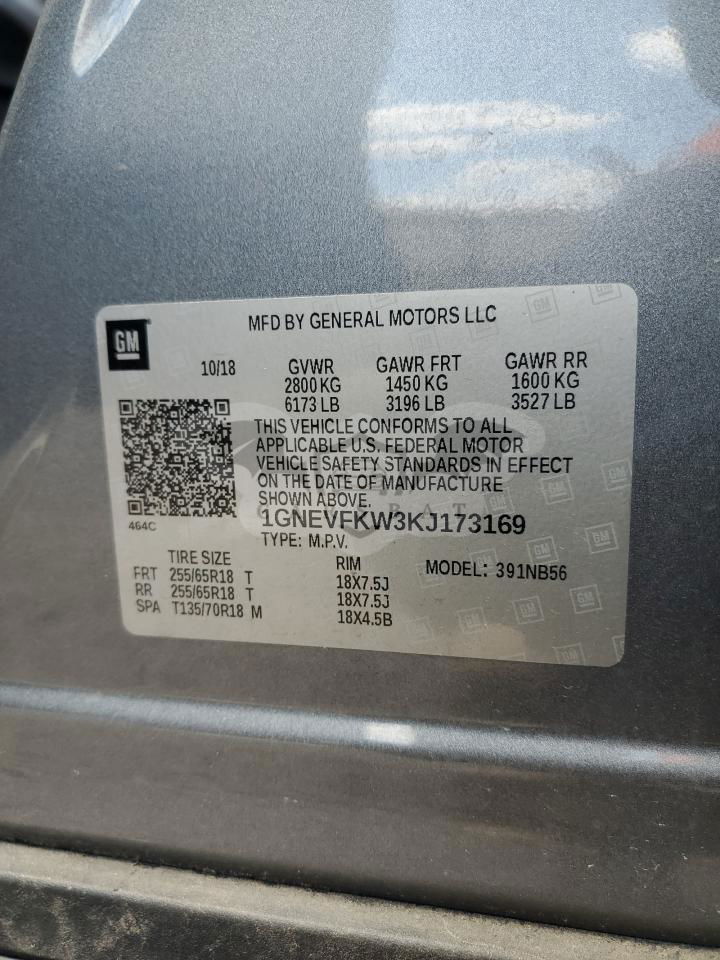 GM
MFD BY GENERAL MOTORS LLC
10/18 GVWR GAWR FRT GAWR RR
2800 KG 1450 KG 1600 KG
6173 LB 3196 LB 3527 LB
THIS VEHICLE CONFORMS TO ALL
APPLICABLE U.S. FEDERAL MOTOR
VEHICLE SAFETY STANDARDS IN EFFECT
ON THE DATE OF MANUFACTURE
SHOWN ABOVE.
464C
1GNEVFKW3KJ173169
TYPE: M.P.V.
TIRE SIZE RIM MODEL: 391NB56
FRT 255/65R18 T 18X7.5J
RR 255/65R18 T 18X7.5J
SPA T135/70R18 M 18X4.5B